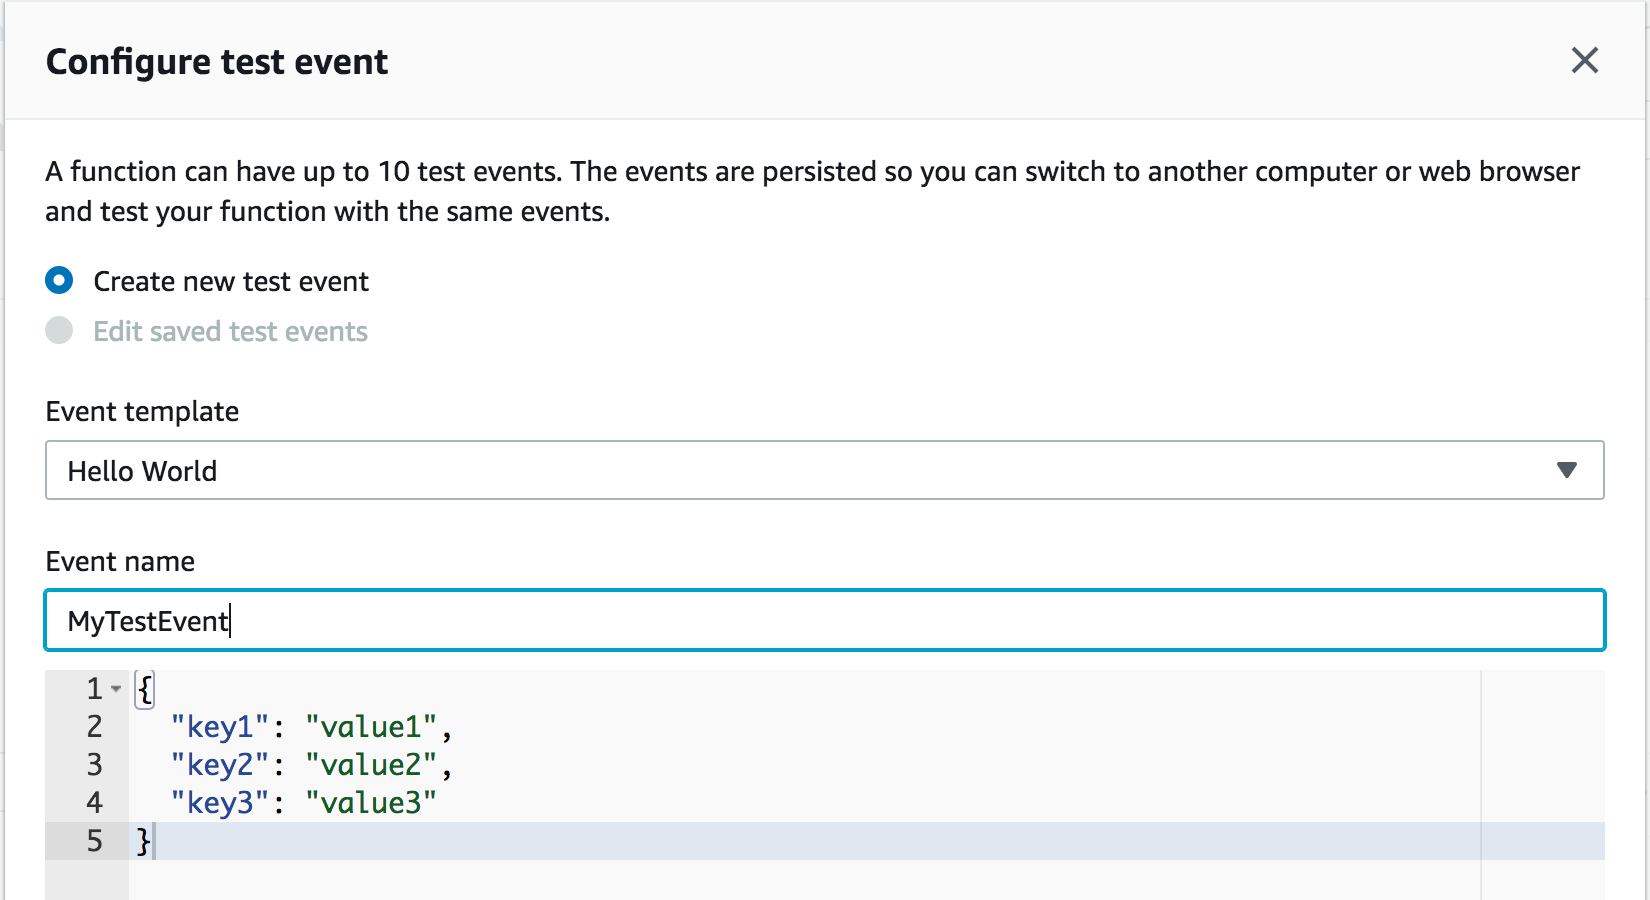 Configure test event
A function can have up to 10 test events. The events are persisted so you can switch to another computer or web browser
and test your function with the same events.
Create new test event
Edit saved test events
Event template
Hello World
Event name
MyTestEvent
1 {
2 "key1": "value1",
3 "key2": "value2",
4 "key3": "value3"
5 }